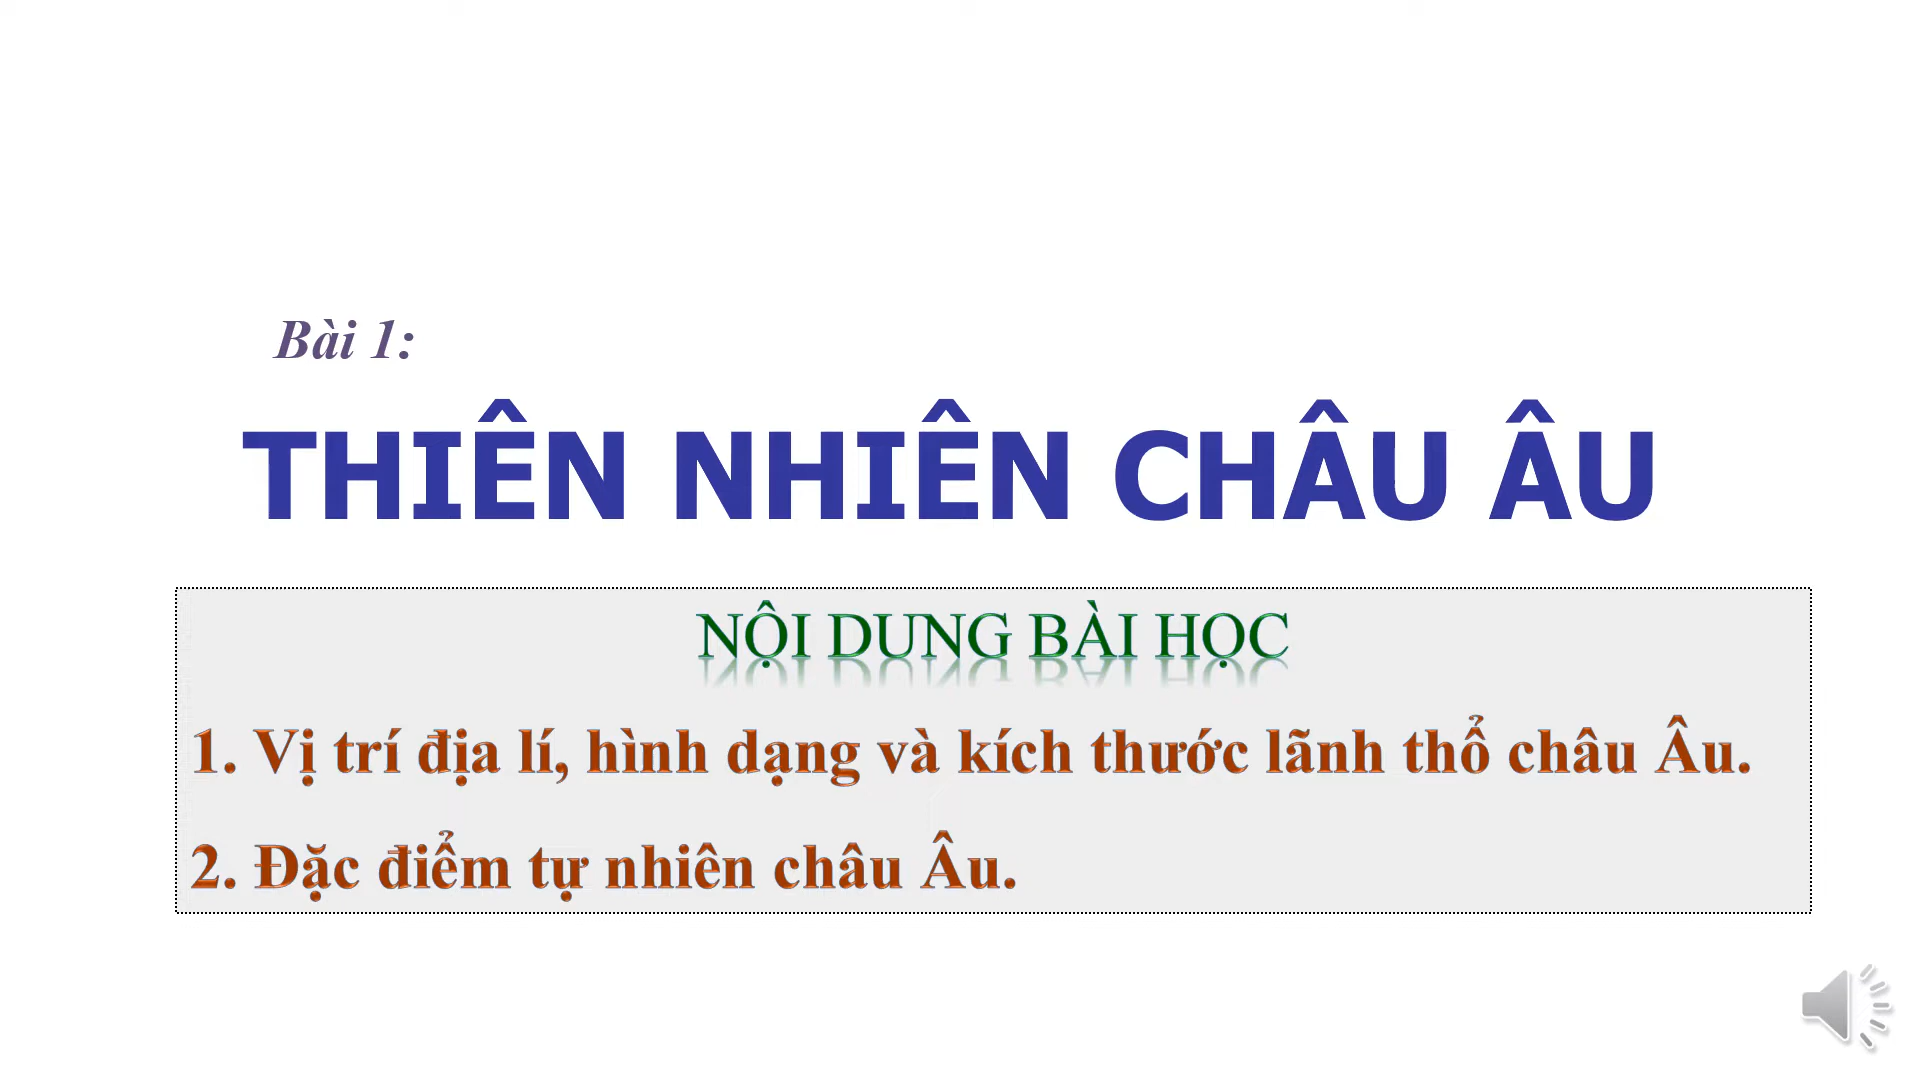 Bài 1:
THIÊN NHIÊN CHÂU ÂU
NỘI DUNG BÀI HỌC
1. Vị trí địa lí, hình dạng và kích thước lãnh thổ châu Âu.
2. Đặc điểm tự nhiên châu Âu.